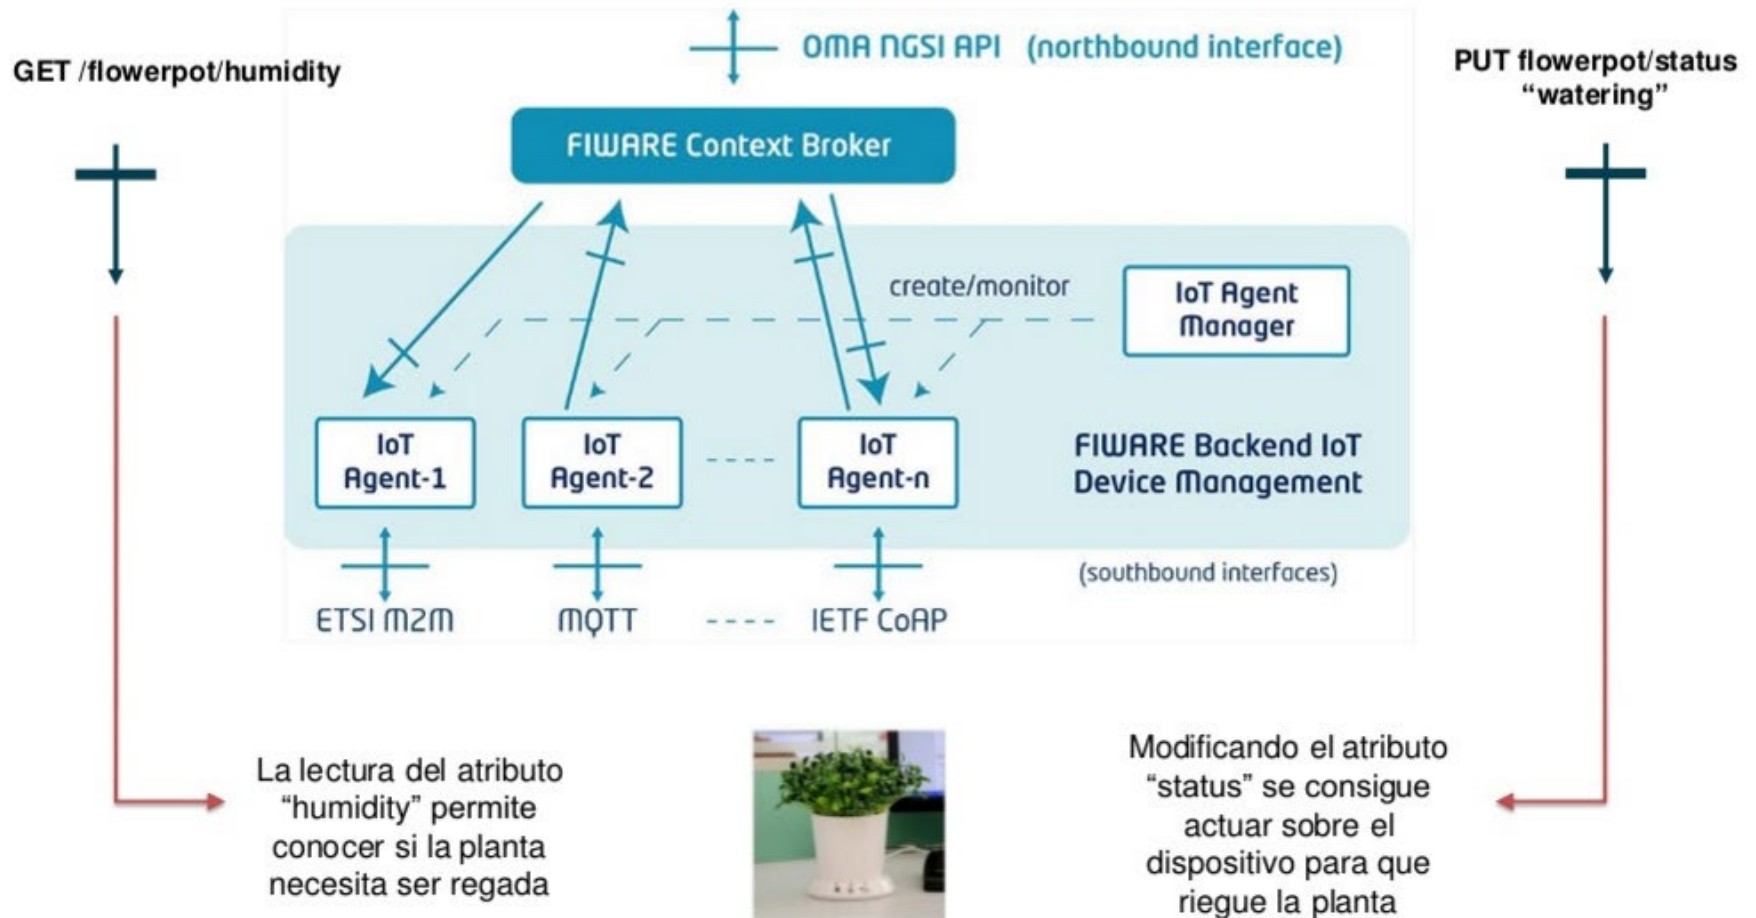 OMA NGSI API (northbound interface)
GET /flowerpot/humidity
PUT flowerpot/status
“watering”
FIWARE Context Broker
create/monitor
IoT Agent
Manager
IoT
Agent-1
IoT
Agent-2
IoT
Agent-n
FIWARE Backend IoT
Device Management
(southbound interfaces)
ETSI M2M
MQTT
IETF CoAP
La lectura del atributo
“humidity” permite
conocer si la planta
necesita ser regada
Modificando el atributo
“status” se consigue
actuar sobre el
dispositivo para que
riegue la planta